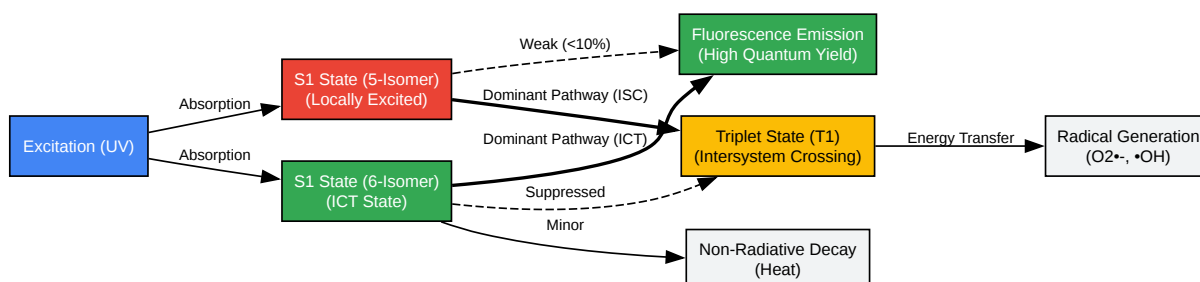 Fluorescence Emission
(High Quantum Yield)
Weak (<10%)
S1 State (5-Isomer)
(Locally Excited)
Absorption
Dominant Pathway (ISC)
Excitation (UV)
Dominant Pathway (ICT)
Triplet State (T1)
(Intersystem Crossing)
Energy Transfer
Radical Generation
(O2•-, •OH)
Absorption
S1 State (6-Isomer)
(ICT State)
Suppressed
Minor
Non-Radiative Decay
(Heat)